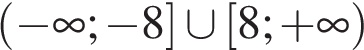 (−∞; −8] ∪ [8; +∞)